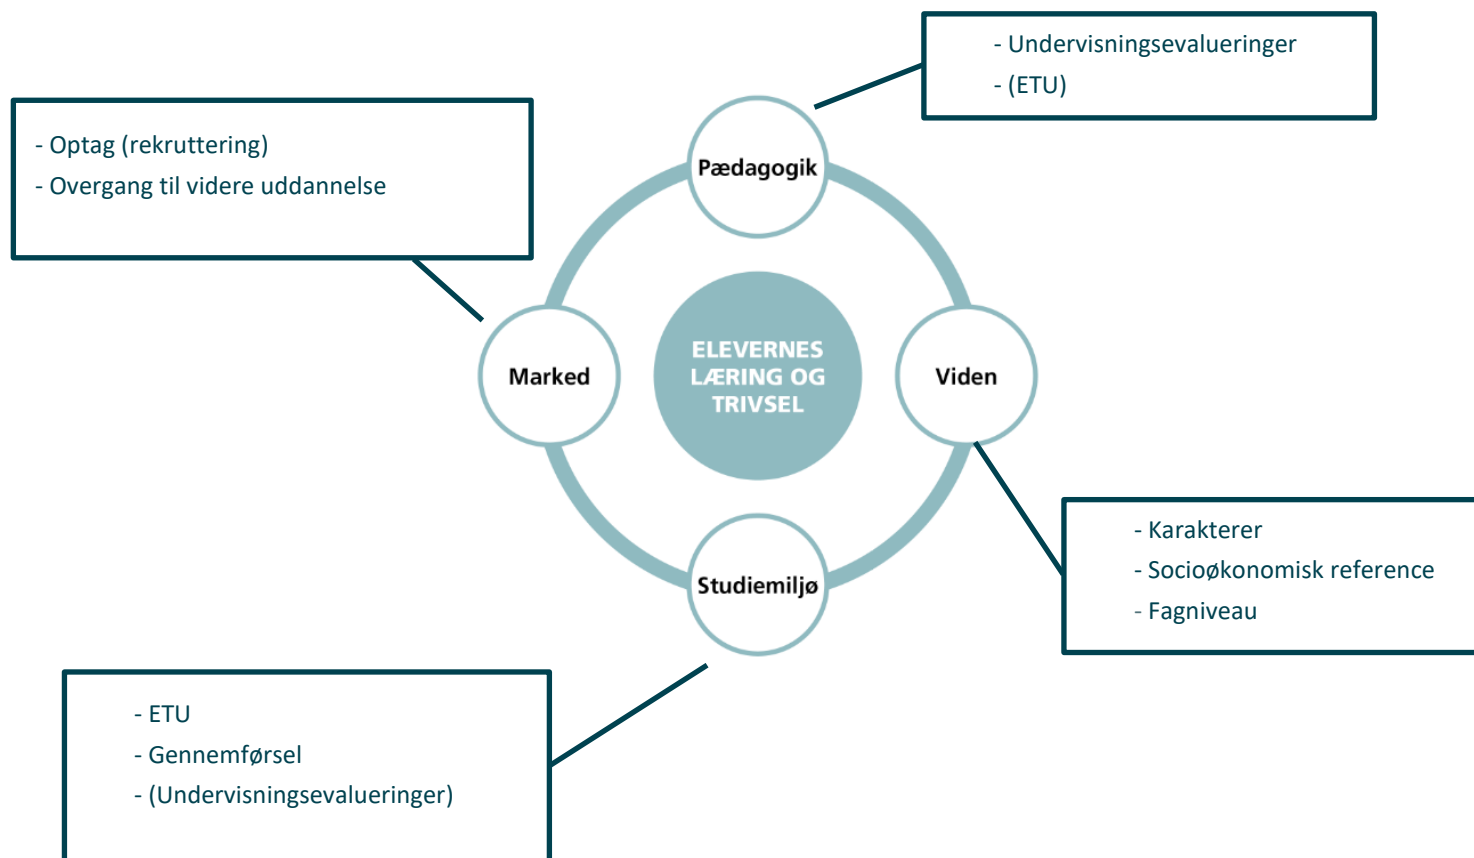 - Undervisningsevalueringer
- (ETU)
- Optag (rekruttering)
- Overgang til videre uddannelse
Pædagogik
Marked
ELEVERNES
LÆRING OG
TRIVSEL
Viden
Studiemiljø
- Karakterer
- Socioøkonomisk reference
- Fagniveau
- ETU
- Gennemførsel
- (Undervisningsevalueringer)